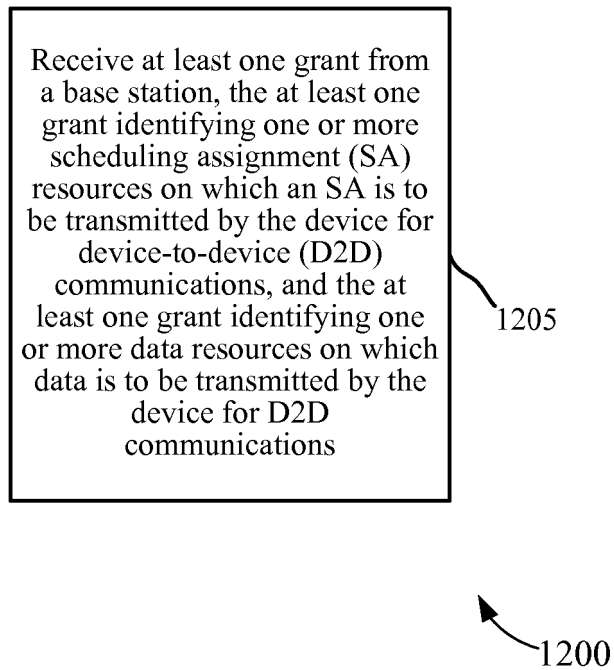 Receive at least one grant from
a base station, the at least one
grant identifying one or more
scheduling assignment (SA)
resources on which an SA is to
be transmitted by the device for
device-to-device (D2D)
communications, and the at
least one grant identifying one
or more data resources on which
data is to be transmitted by the
device for D2D
communications
1205
1200